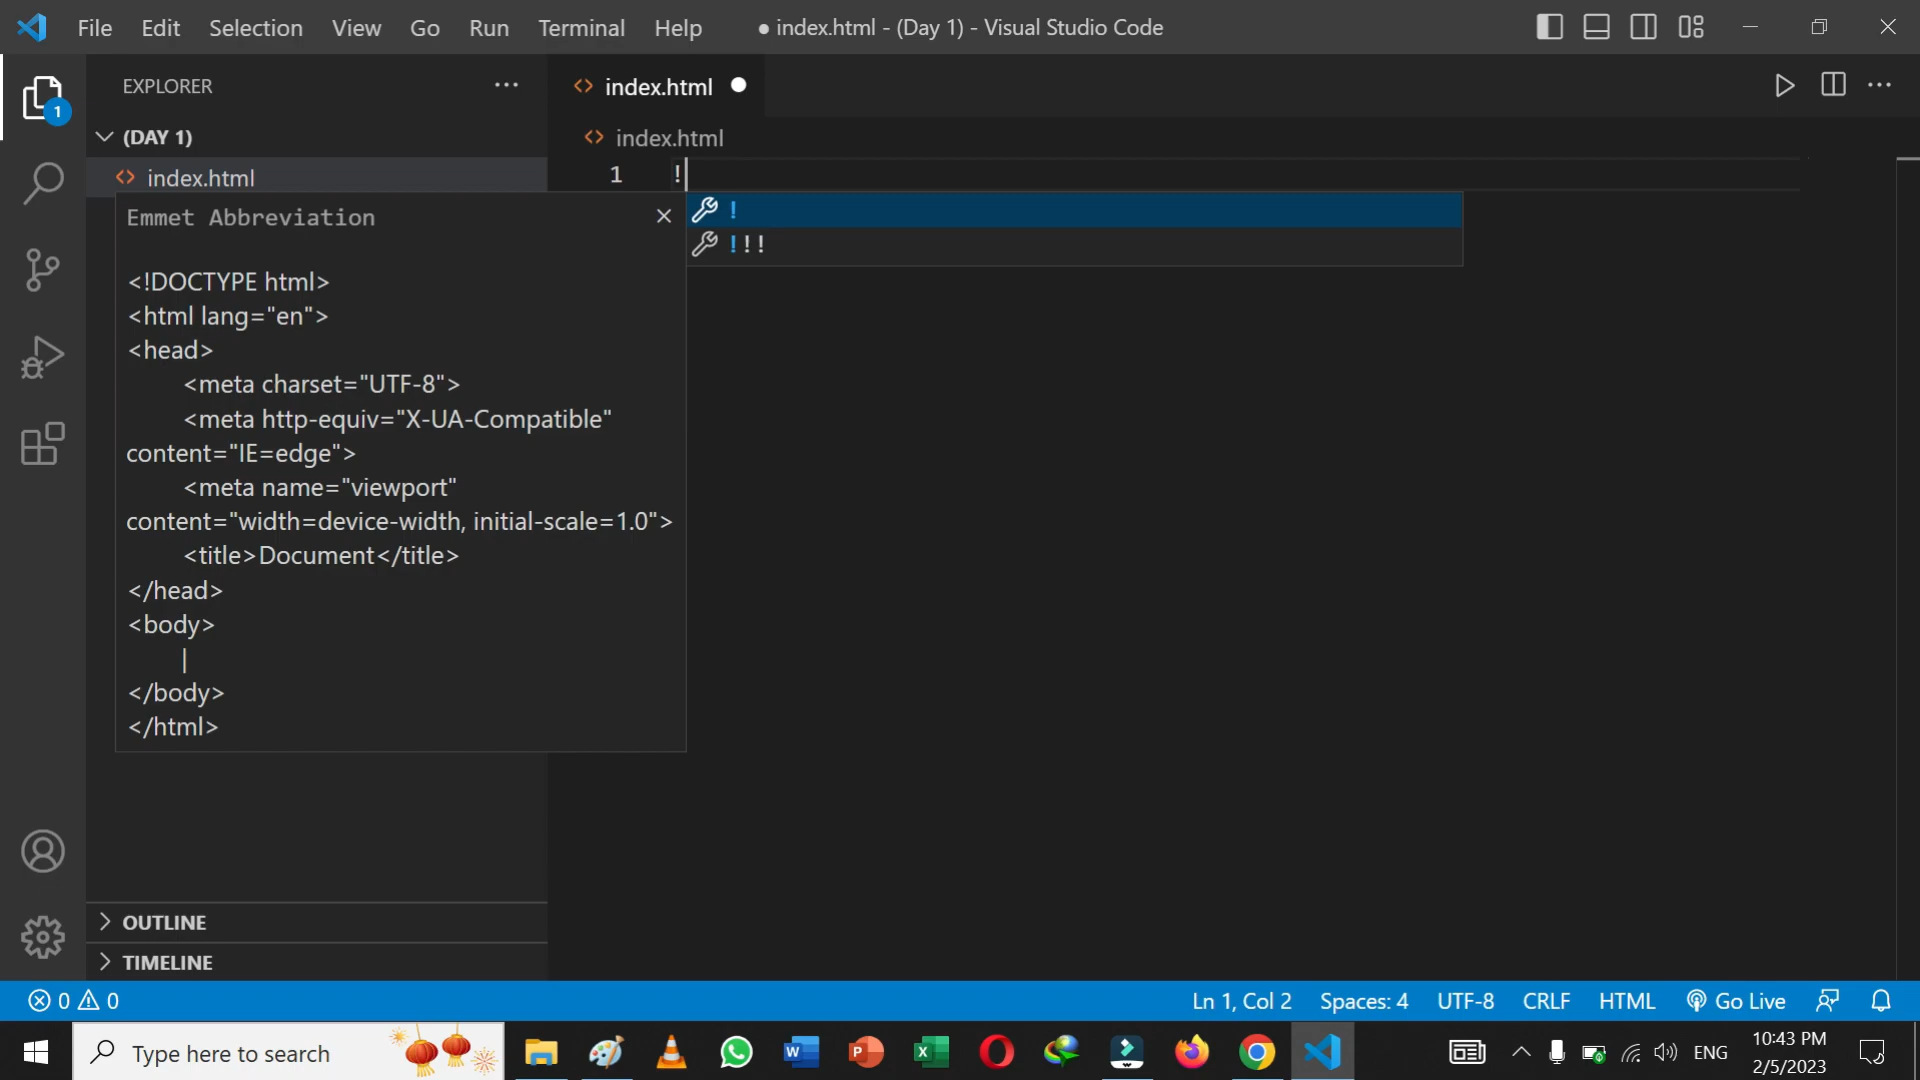 File Edit Selection View Go Run Terminal Help ● index.html - (Day 1) - Visual Studio Code
EXPLORER
index.html
1
(DAY 1)
index.html
index.html
1 !
Emmet Abbreviation
!
!!!
<!DOCTYPE html>
<html lang="en">
<head>
<meta charset="UTF-8">
<meta http-equiv="X-UA-Compatible"
content="IE=edge">
<meta name="viewport"
content="width=device-width, initial-scale=1.0">
<title>Document</title>
</head>
<body>
</body>
</html>
OUTLINE
TIMELINE
0 0 Ln 1, Col 2 Spaces: 4 UTF-8 CRLF HTML Go Live
Type here to search
W P X
ENG
10:43 PM
2/5/2023